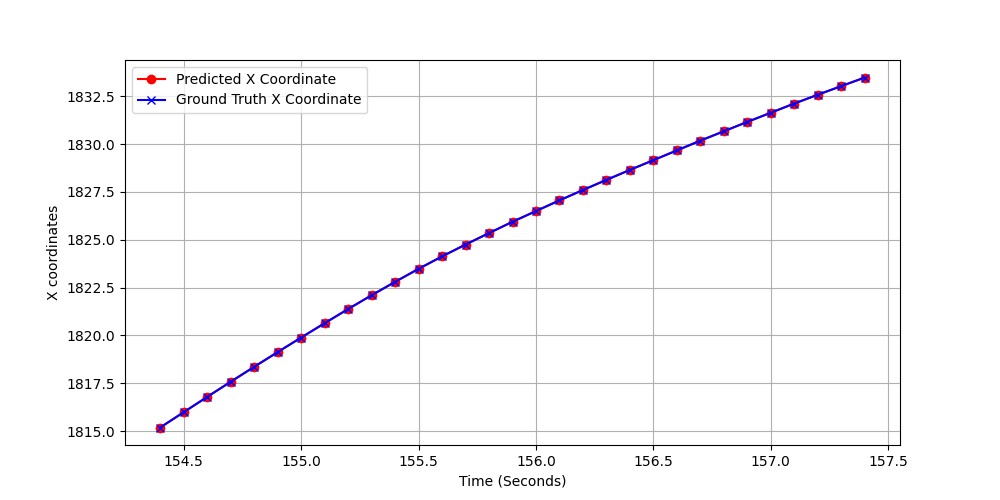 Predicted X Coordinate
Ground Truth X Coordinate
X coordinates
1832.5
1830.0
1827.5
1825.0
1822.5
1820.0
1817.5
1815.0
154.5 155.0 155.5 156.0 156.5 157.0 157.5
Time (Seconds)